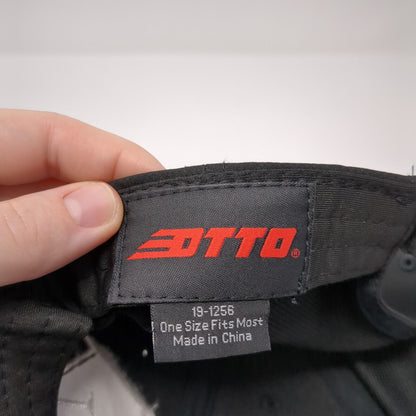 OTTO®
19-1256
One Size Fits Most
Made in China